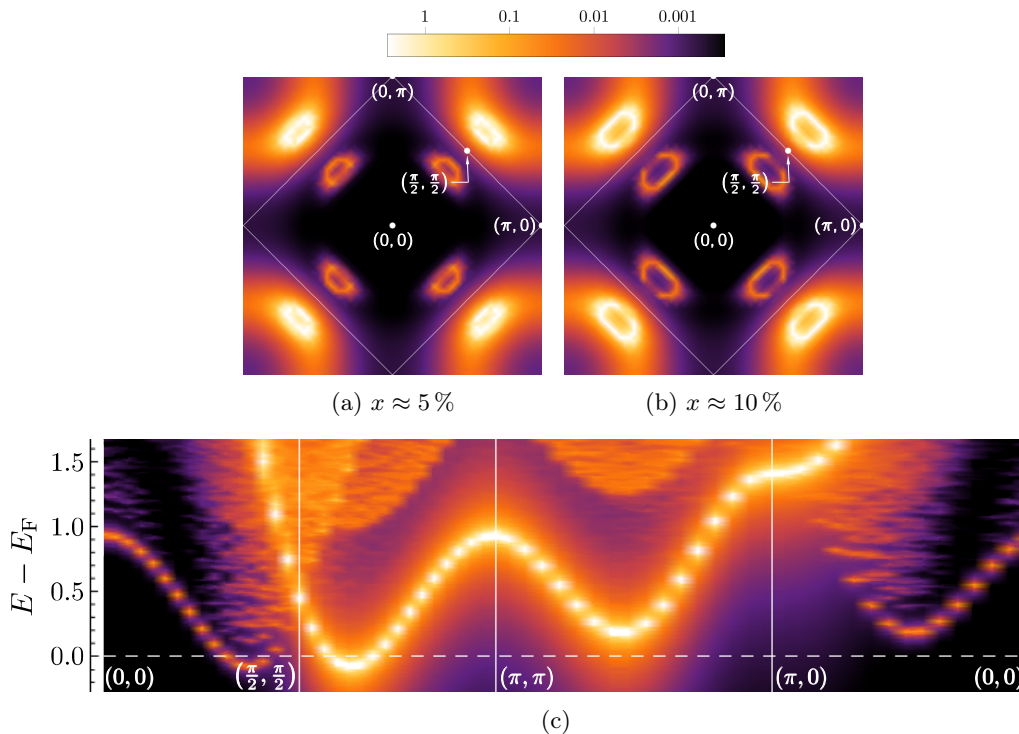 1 0.1 0.01 0.001
(0, π) (0, π)
(π/2, π/2) (π/2, π/2)
(π, 0) (π, 0)
(0, 0) (0, 0)
(a) x ≈ 5 % (b) x ≈ 10 %
1.5
1.0
0.5
0.0
E − E_F
(0, 0) (π/2, π/2) (π, π) (π, 0) (0, 0)
(c)